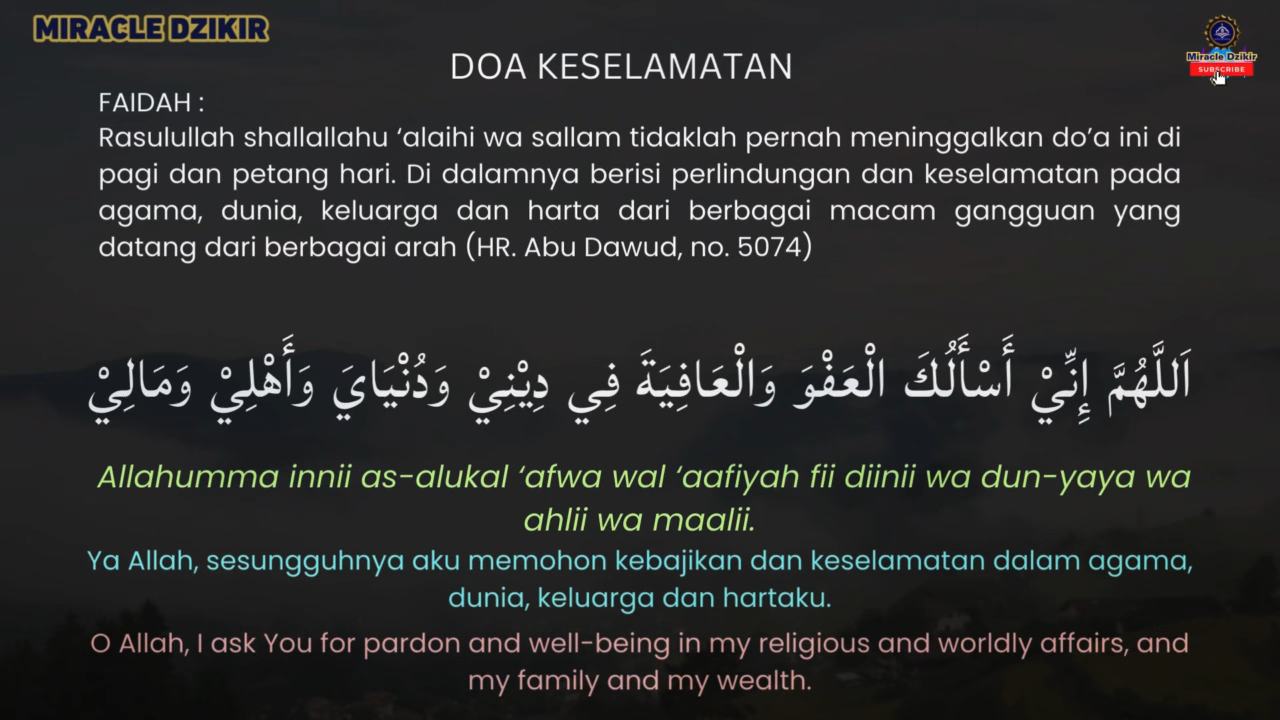 MIRACLE DZIKIR
Miracle Dzikir
SUBSCRIBE
DOA KESELAMATAN
FAIDAH :
Rasulullah shallallahu ‘alaihi wa sallam tidaklah pernah meninggalkan do’a ini di
pagi dan petang hari. Di dalamnya berisi perlindungan dan keselamatan pada
agama, dunia, keluarga dan harta dari berbagai macam gangguan yang
datang dari berbagai arah (HR. Abu Dawud, no. 5074)
اَللَّهُمَّ إِنِّيْ أَسْأَلُكَ الْعَفْوَ وَالْعَافِيَةَ فِي دِيْنِيْ وَدُنْيَايَ وَأَهْلِيْ وَمَالِيْ
Allahumma innii as-alukal ‘afwa wal ‘aafiyah fii diinii wa dun-yaya wa
ahlii wa maalii.
Ya Allah, sesungguhnya aku memohon kebajikan dan keselamatan dalam agama,
dunia, keluarga dan hartaku.
O Allah, I ask You for pardon and well-being in my religious and worldly affairs, and
my family and my wealth.